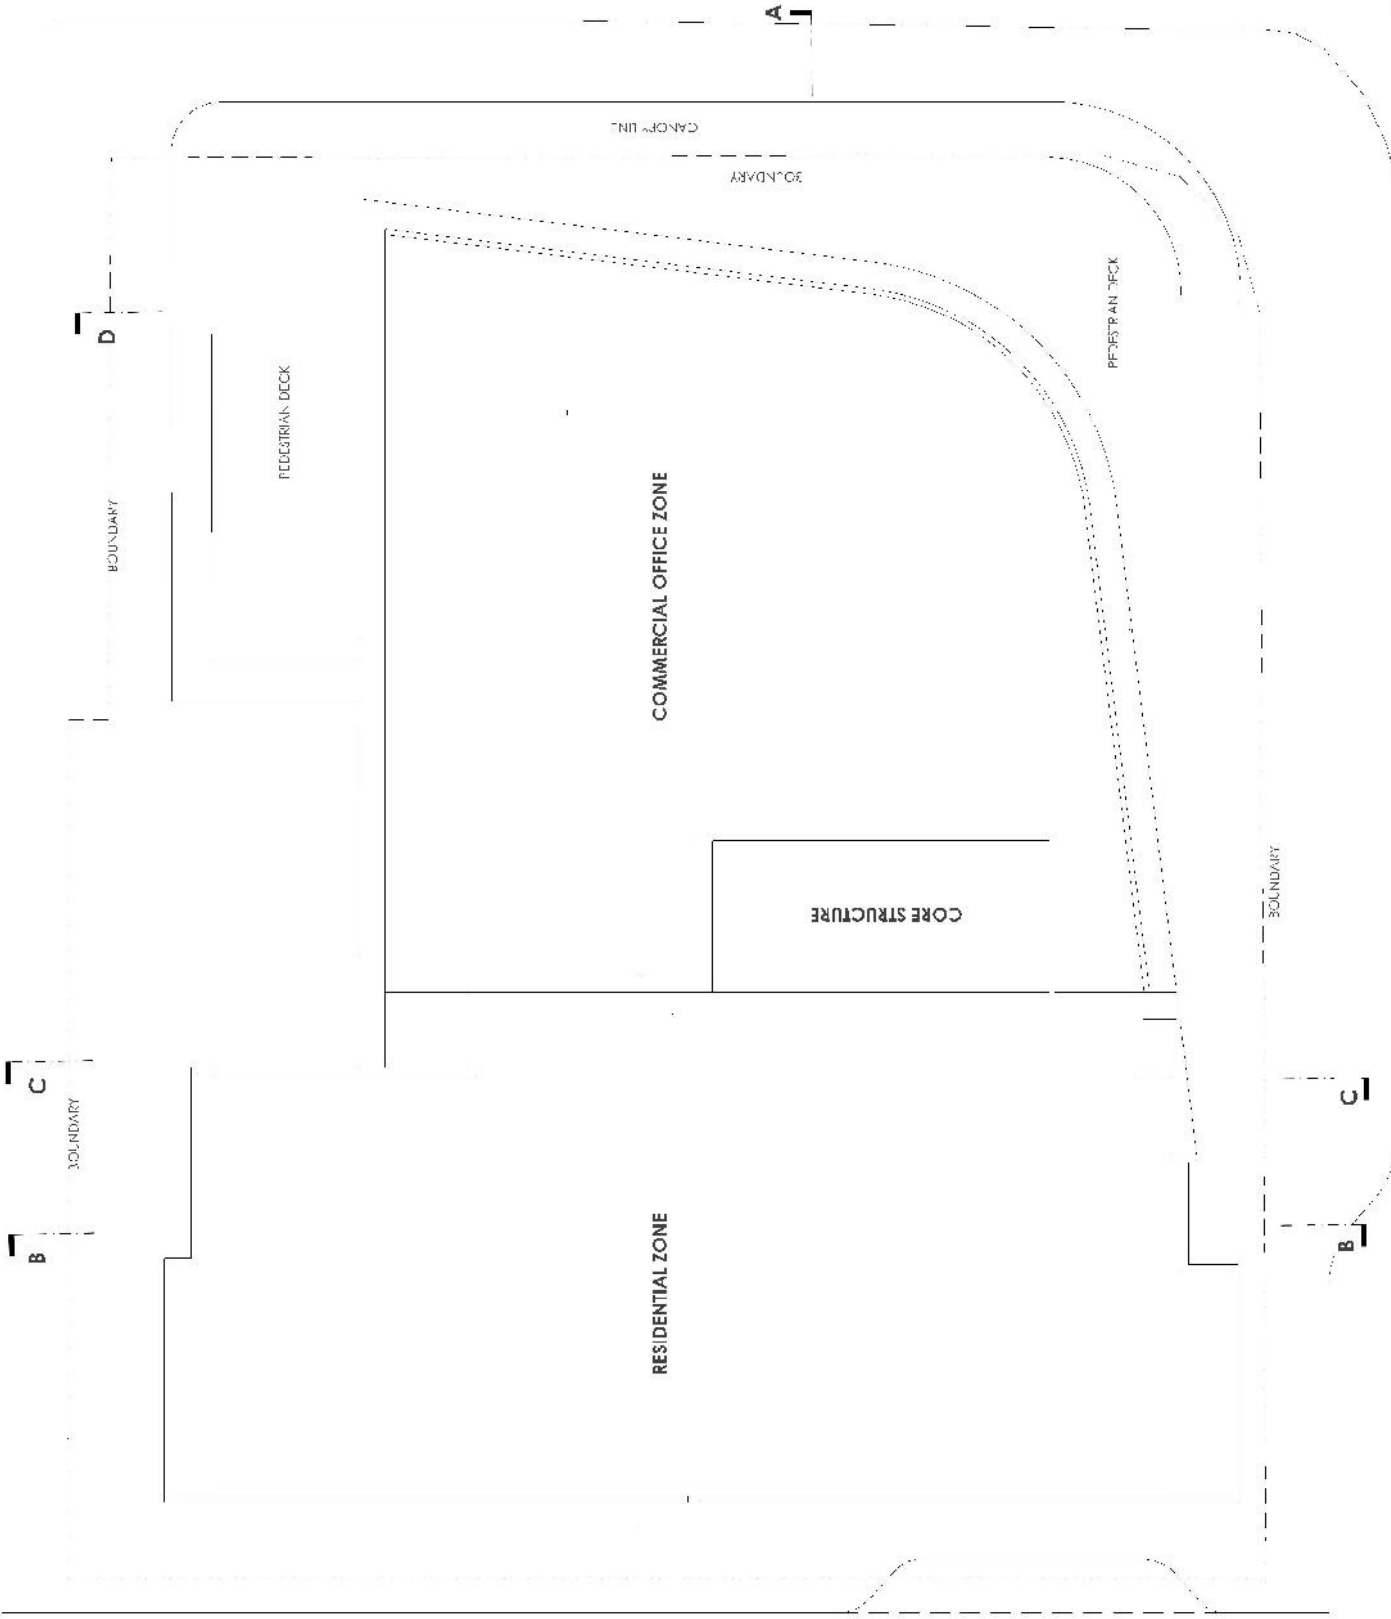 A
CANOPY LINE
BOUNDARY
D
PEDESTRIAN DECK
PEDESTRIAN DECK
BOUNDARY
COMMERCIAL OFFICE ZONE
CORE STRUCTURE
BOUNDARY
C
C
BOUNDARY
B
B
RESIDENTIAL ZONE